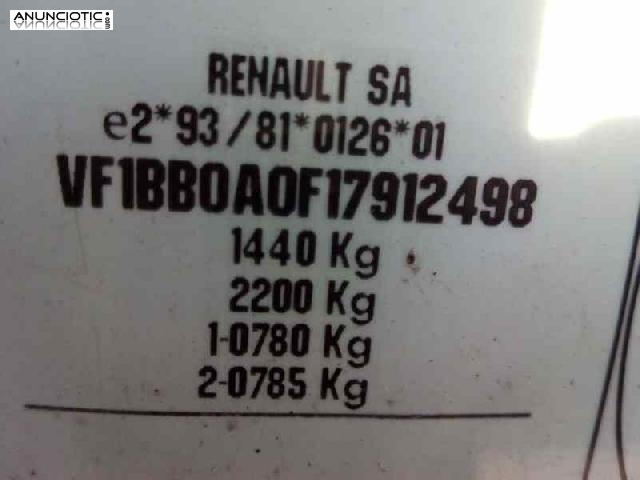 ANUNCIOTIC.es
RENAULT SA
e2*93/81*0126*01
VF1BB0A0F17912498
1440 Kg
2200 Kg
1-0780 Kg
2-0785 Kg